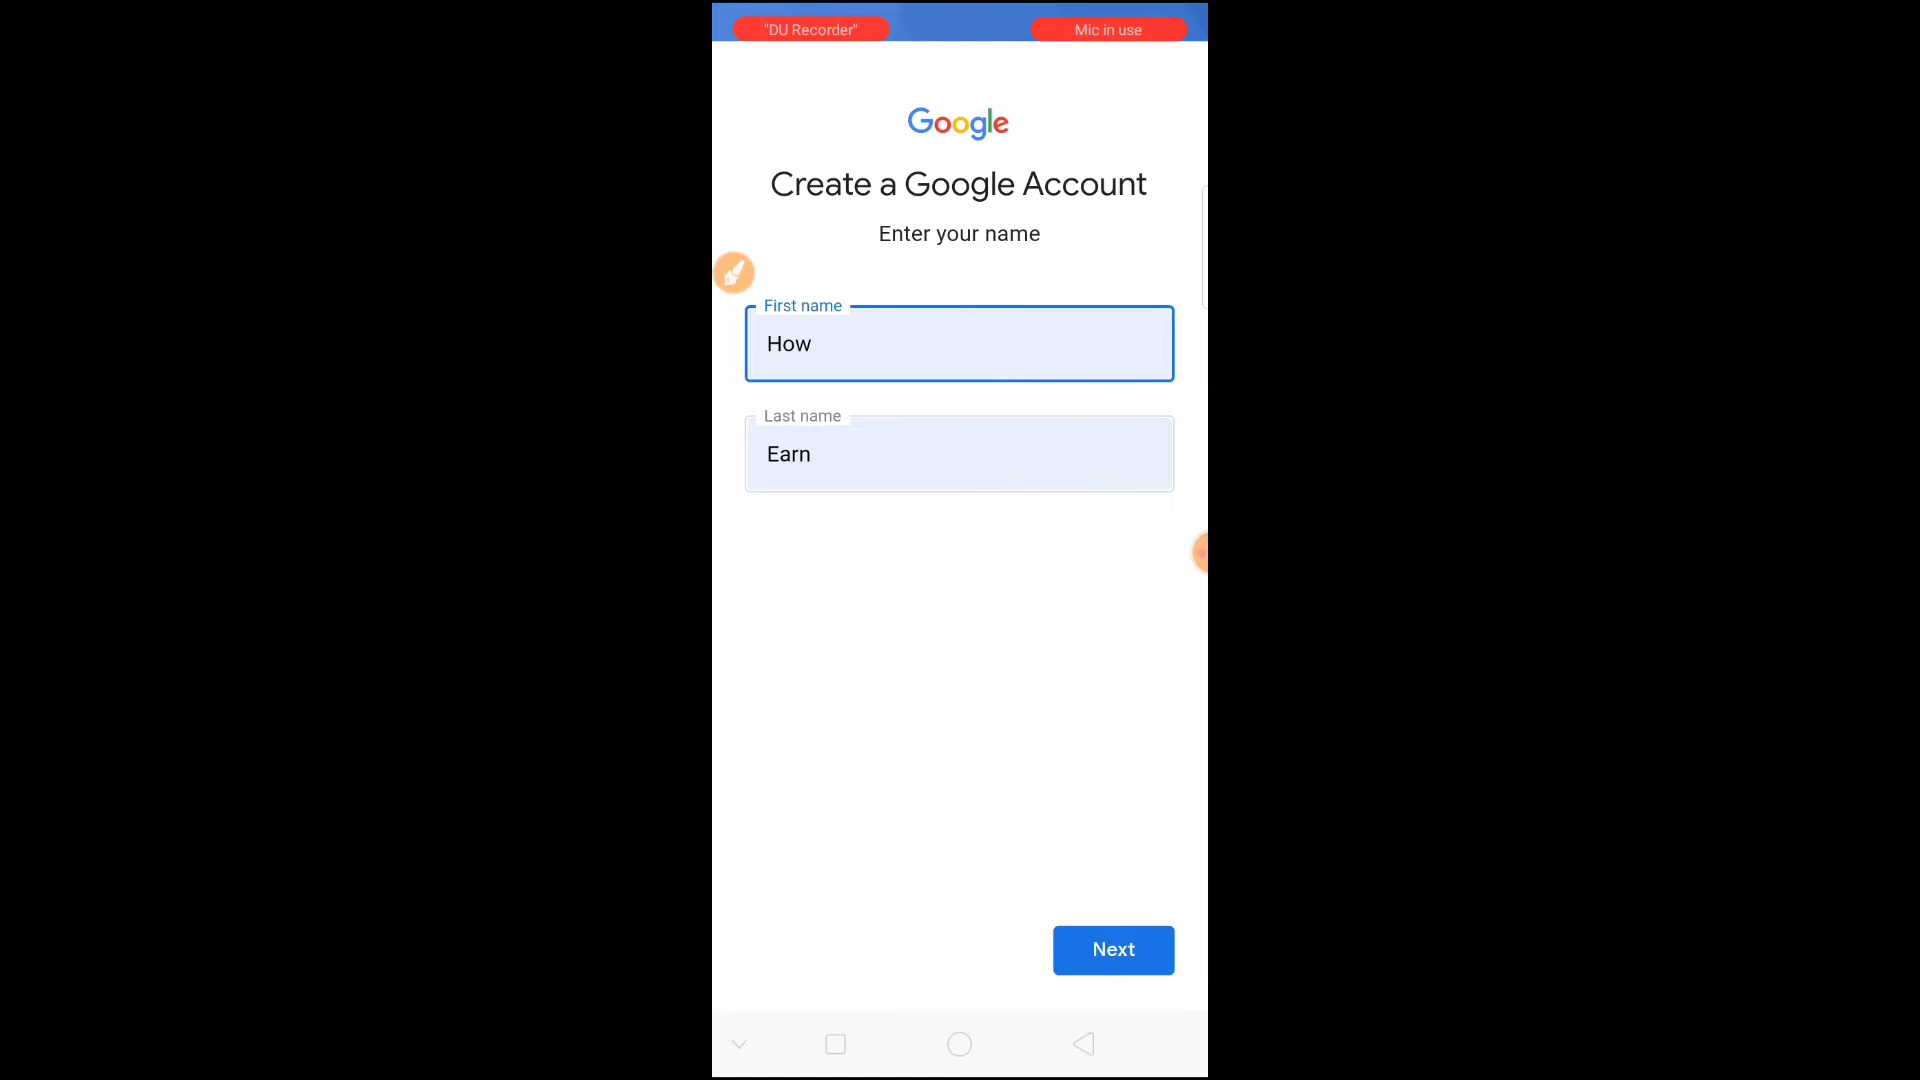 "DU Recorder" Mic in use
Google
Create a Google Account
Enter your name
First name
How
Last name
Earn
Next